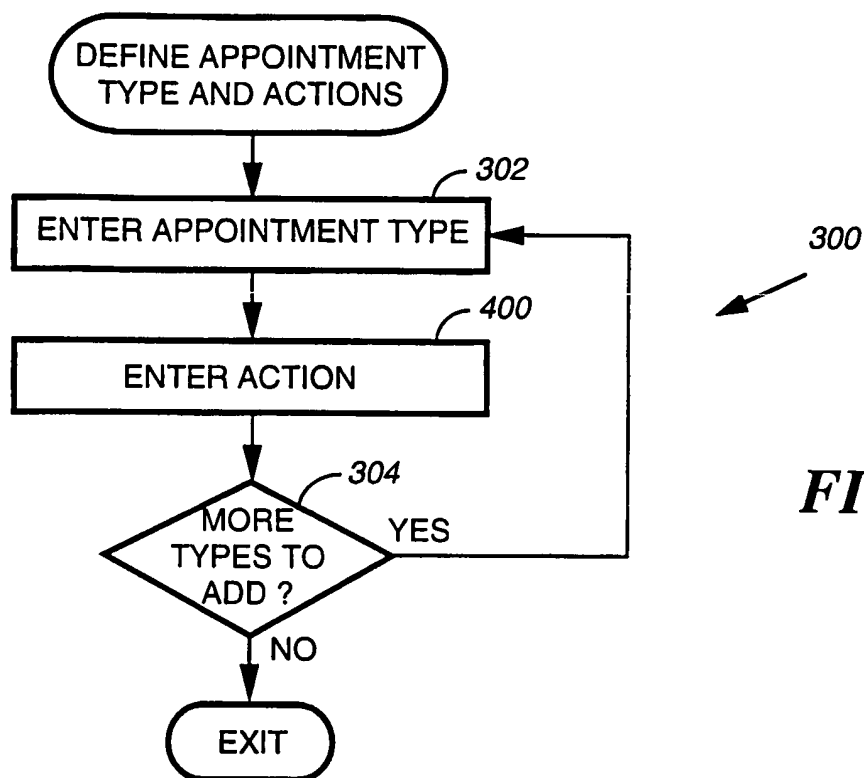 DEFINE APPOINTMENT
TYPE AND ACTIONS
302
ENTER APPOINTMENT TYPE
300
400
ENTER ACTION
304
MORE
TYPES TO
ADD ?
YES
FI
NO
EXIT